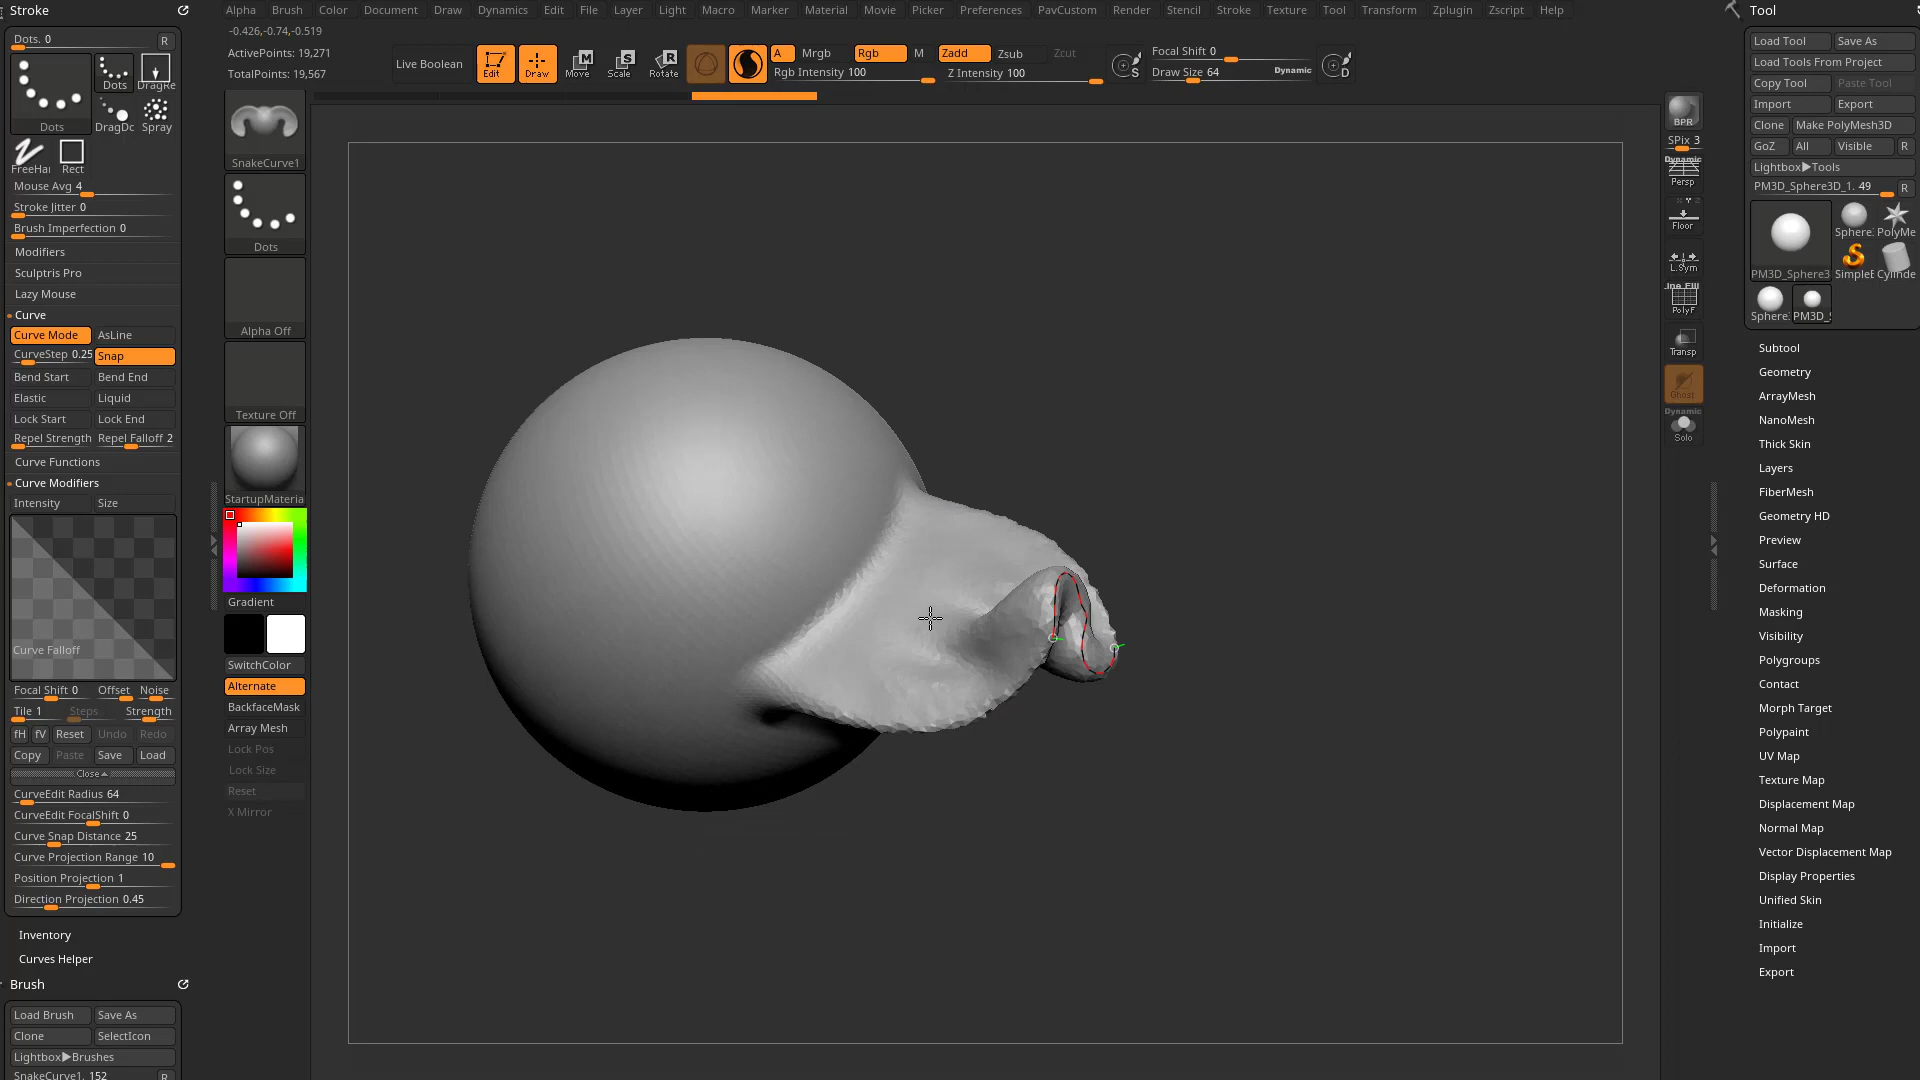 Stroke
Alpha Brush Color Document Draw Dynamics Edit File Layer Light Macro Marker Material Movie Picker Preferences PavCustom Render Stencil Stroke Texture Tool Transform Zplugin Zscript Help
Tool
-0.426,-0.74,-0.519
ActivePoints: 19,271
TotalPoints: 19,567
Live Boolean
Edit Draw Move Scale Rotate
A Mrgb Rgb M Zadd Zsub Zcut
Rgb Intensity 100
Z Intensity 100
Focal Shift 0
Draw Size 64 Dynamic
Dots. 0 R
Dots
Dots DragRe
DragDc Spray
FreeHa Rect
Mouse Avg 4
Stroke Jitter 0
Brush Imperfection 0
Modifiers
Sculptris Pro
Lazy Mouse
Curve
Curve Mode AsLine
CurveStep 0.25 Snap
Bend Start Bend End
Elastic Liquid
Lock Start Lock End
Repel Strength Repel Falloff 2
Curve Functions
Curve Modifiers
Intensity Size
Curve Falloff
Focal Shift 0 Offset Noise
Tile 1 Steps Strength
fH fV Reset Undo Redo
Copy Paste Save Load
Close
CurveEdit Radius 64
CurveEdit FocalShift 0
Curve Snap Distance 25
Curve Projection Range 10
Position Projection 1
Direction Projection 0.45
Inventory
Curves Helper
Brush
Load Brush Save As
Clone SelectIcon
Lightbox▶Brushes
SnakeCurve1. 152 R
SnakeCurve1
Dots
Alpha Off
Texture Off
StartupMateria
Gradient
SwitchColor
Alternate
BackfaceMask
Array Mesh
Lock Pos
Lock Size
Reset
X Mirror
BPR
SPix 3
Dynamic
Persp
Floor
L.Sym
PolyF
Transp
Ghost
Dynamic
Solo
Load Tool Save As
Load Tools From Project
Copy Tool Paste Tool
Import Export
Clone Make PolyMesh3D
GoZ All Visible R
Lightbox▶Tools
PM3D_Sphere3D_1. 49 R
PM3D_Sphere3
Sphere. PolyMe
SimpleE Cylinde
Sphere. PM3D_S
Subtool
Geometry
ArrayMesh
NanoMesh
Thick Skin
Layers
FiberMesh
Geometry HD
Preview
Surface
Deformation
Masking
Visibility
Polygroups
Contact
Morph Target
Polypaint
UV Map
Texture Map
Displacement Map
Normal Map
Vector Displacement Map
Display Properties
Unified Skin
Initialize
Import
Export